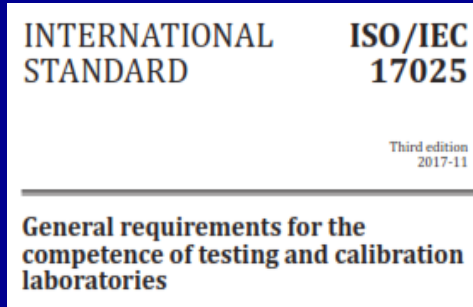 INTERNATIONAL STANDARD
ISO/IEC 17025
Third edition
2017-11
General requirements for the
competence of testing and calibration
laboratories